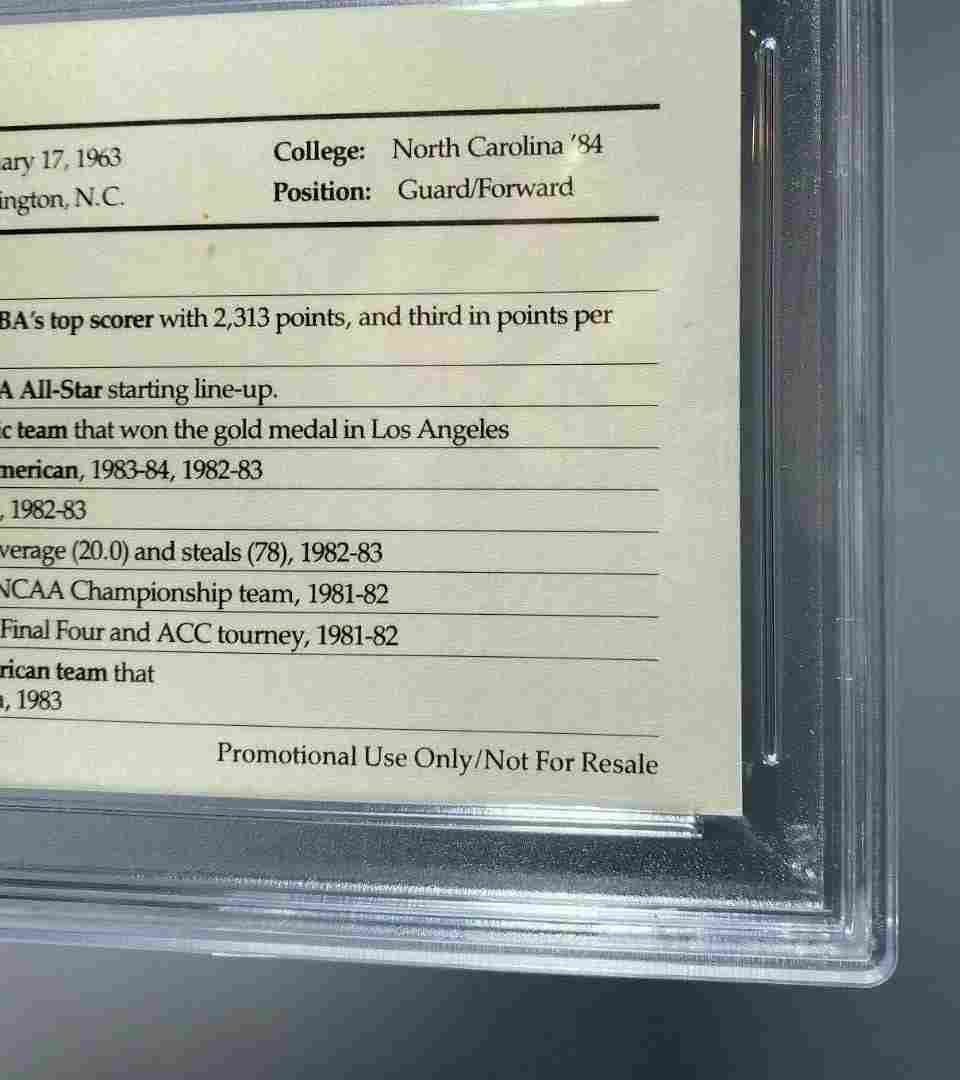 ary 17, 1963 College: North Carolina '84
ington, N.C. Position: Guard/Forward
BA's top scorer with 2,313 points, and third in points per
A All-Star starting line-up.
c team that won the gold medal in Los Angeles
merican, 1983-84, 1982-83
, 1982-83
verage (20.0) and steals (78), 1982-83
NCAA Championship team, 1981-82
Final Four and ACC tourney, 1981-82
rican team that
, 1983
Promotional Use Only/Not For Resale